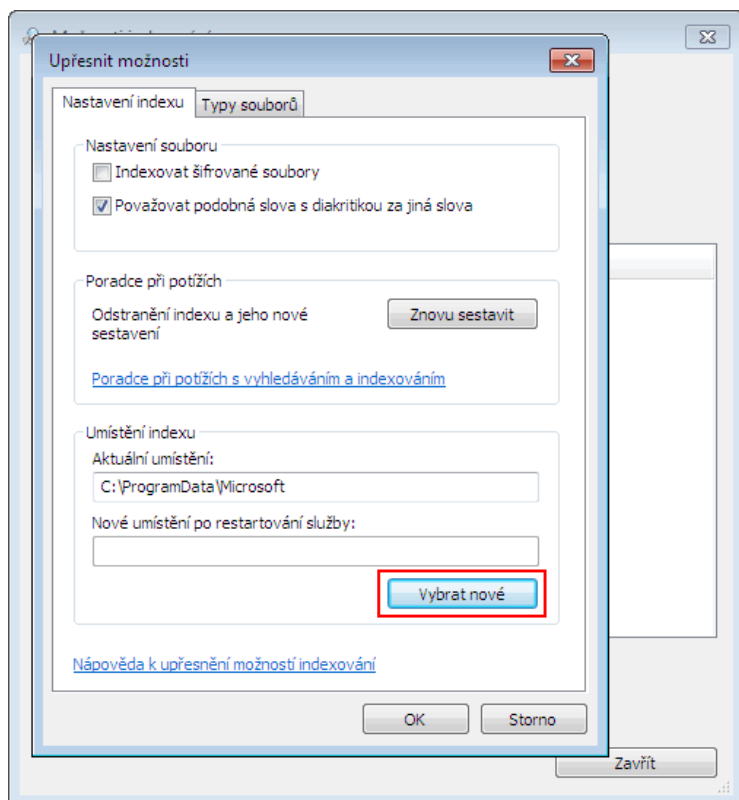 Upřesnit možnosti
Nastavení indexu
Typy souborů
Nastavení souboru
Indexovat šifrované soubory
Považovat podobná slova s diakritikou za jiná slova
Poradce při potížích
Odstranění indexu a jeho nové
sestavení
Znovu sestavit
Poradce při potížích s vyhledáváním a indexováním
Umístění indexu
Aktuální umístění:
C:\ProgramData\Microsoft
Nové umístění po restartování služby:
Vybrat nové
Nápověda k upřesnění možností indexování
OK
Storno
Zavřít